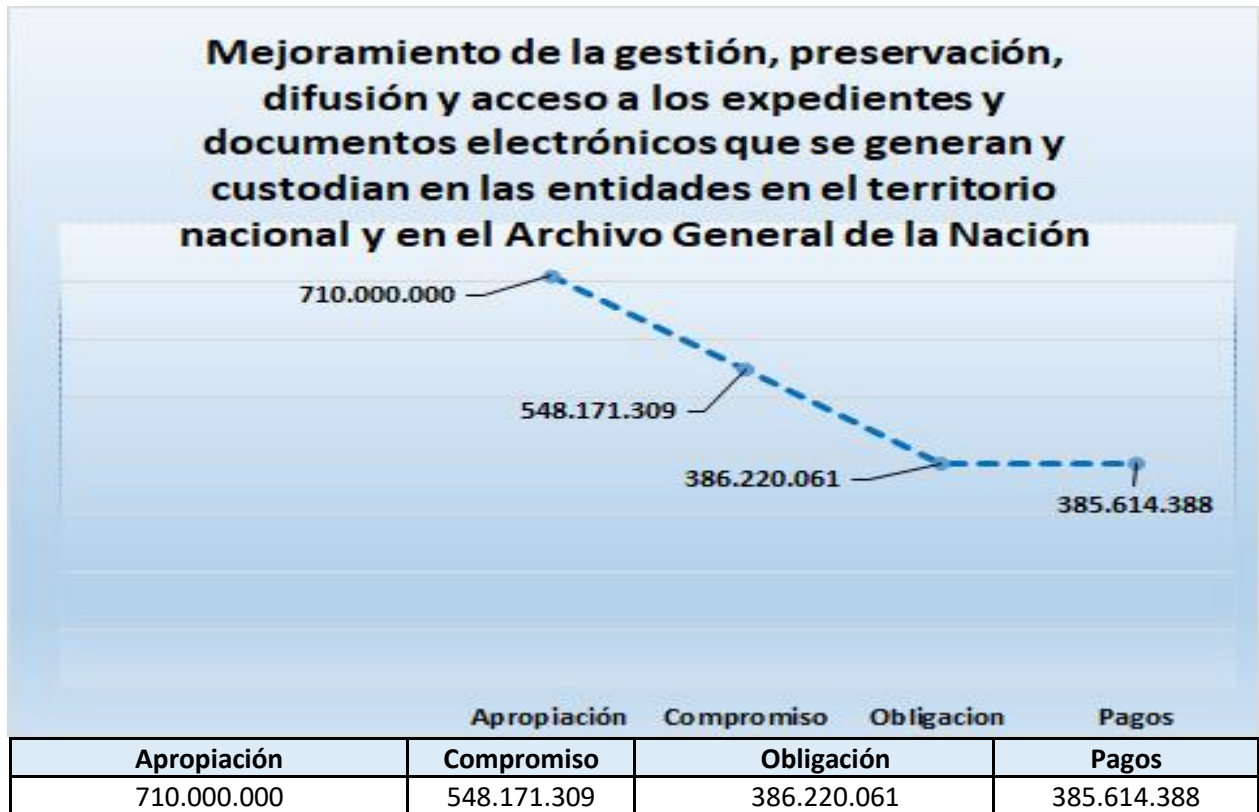 Mejoramiento de la gestión, preservación,
difusión y acceso a los expedientes y
documentos electrónicos que se generan y
custodian en las entidades en el territorio
nacional y en el Archivo General de la Nación
710.000.000
548.171.309
386.220.061
385.614.388
Apropiación Compromiso Obligacion Pagos
Apropiación Compromiso Obligación Pagos
710.000.000 548.171.309 386.220.061 385.614.388